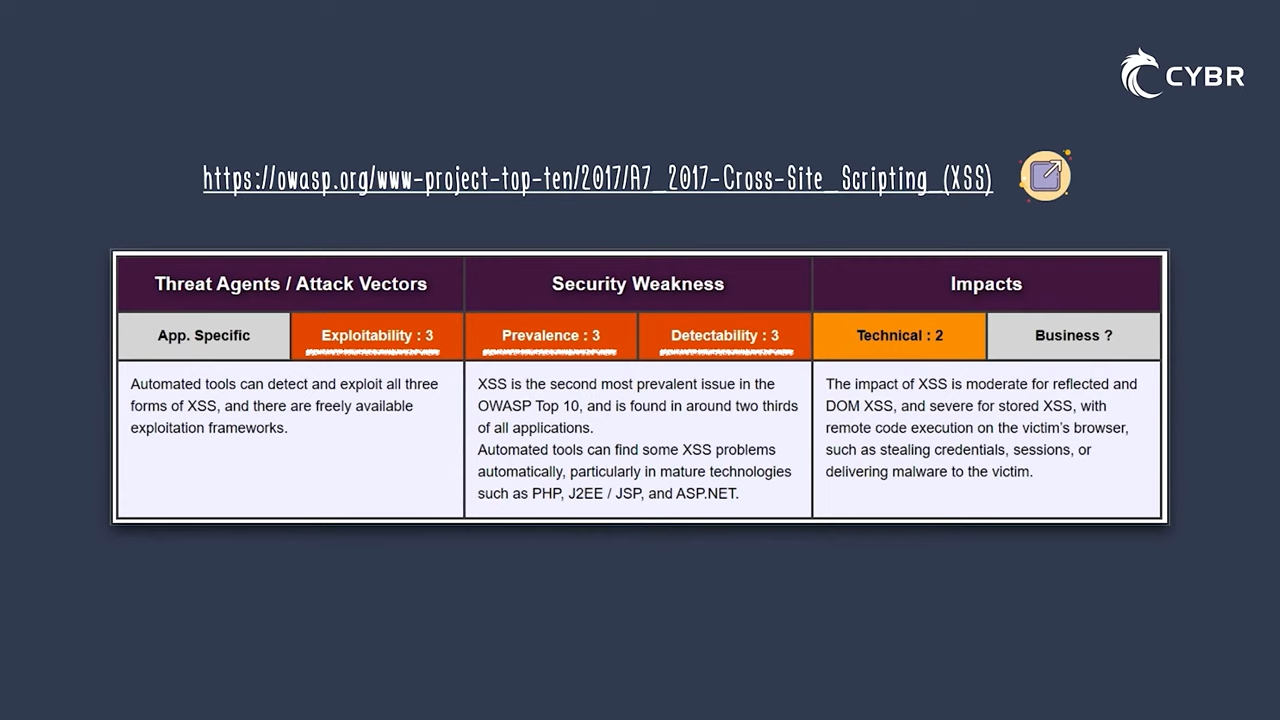 CYBR
https://owasp.org/www-project-top-ten/2017/A7_2017-Cross-Site_Scripting_(XSS)
Threat Agents / Attack Vectors
Security Weakness
Impacts
App. Specific
Exploitability : 3
Prevalence : 3
Detectability : 3
Technical : 2
Business ?
Automated tools can detect and exploit all three
forms of XSS, and there are freely available
exploitation frameworks.
XSS is the second most prevalent issue in the
OWASP Top 10, and is found in around two thirds
of all applications.
Automated tools can find some XSS problems
automatically, particularly in mature technologies
such as PHP, J2EE / JSP, and ASP.NET.
The impact of XSS is moderate for reflected and
DOM XSS, and severe for stored XSS, with
remote code execution on the victim's browser,
such as stealing credentials, sessions, or
delivering malware to the victim.